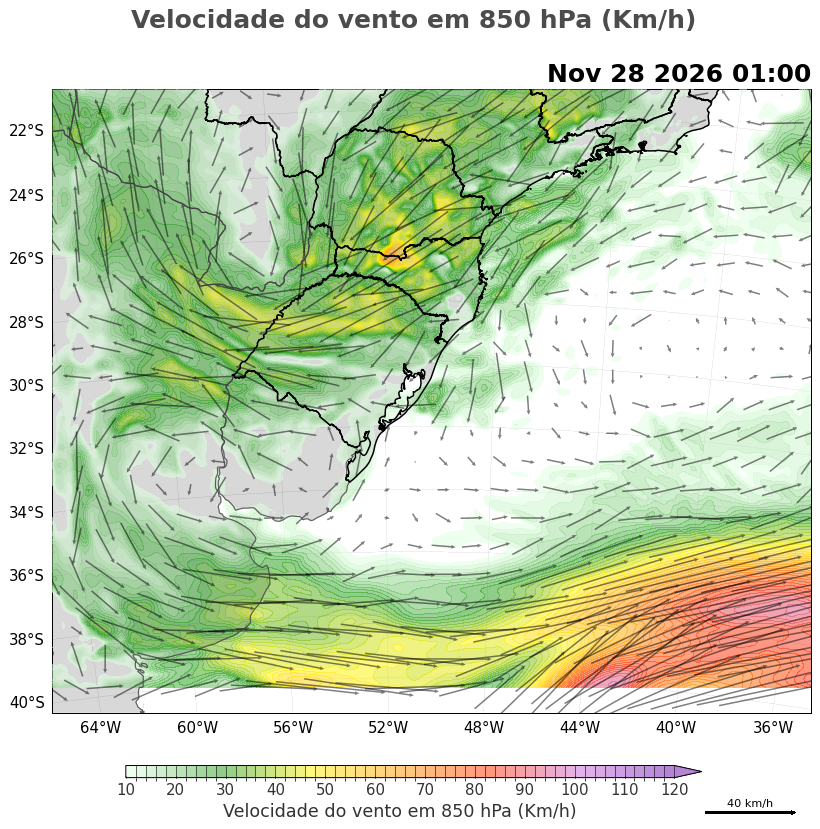 Velocidade do vento em 850 hPa (Km/h)
Nov 28 2026 01:00
22°S
24°S
26°S
28°S
30°S
32°S
34°S
36°S
38°S
40°S
64°W 60°W 56°W 52°W 48°W 44°W 40°W 36°W
10 20 30 40 50 60 70 80 90 100 110 120
Velocidade do vento em 850 hPa (Km/h)
40 km/h